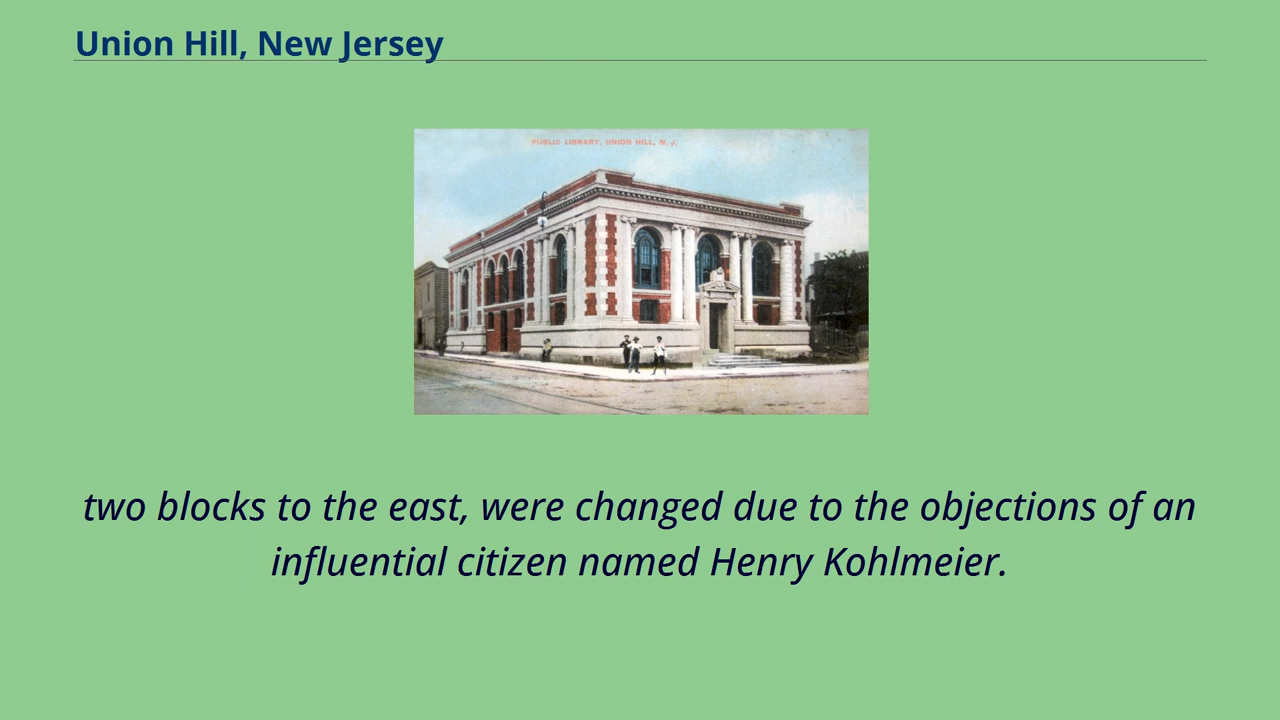 Union Hill, New Jersey
PUBLIC LIBRARY, UNION HILL, N. J.
two blocks to the east, were changed due to the objections of an
influential citizen named Henry Kohlmeier.